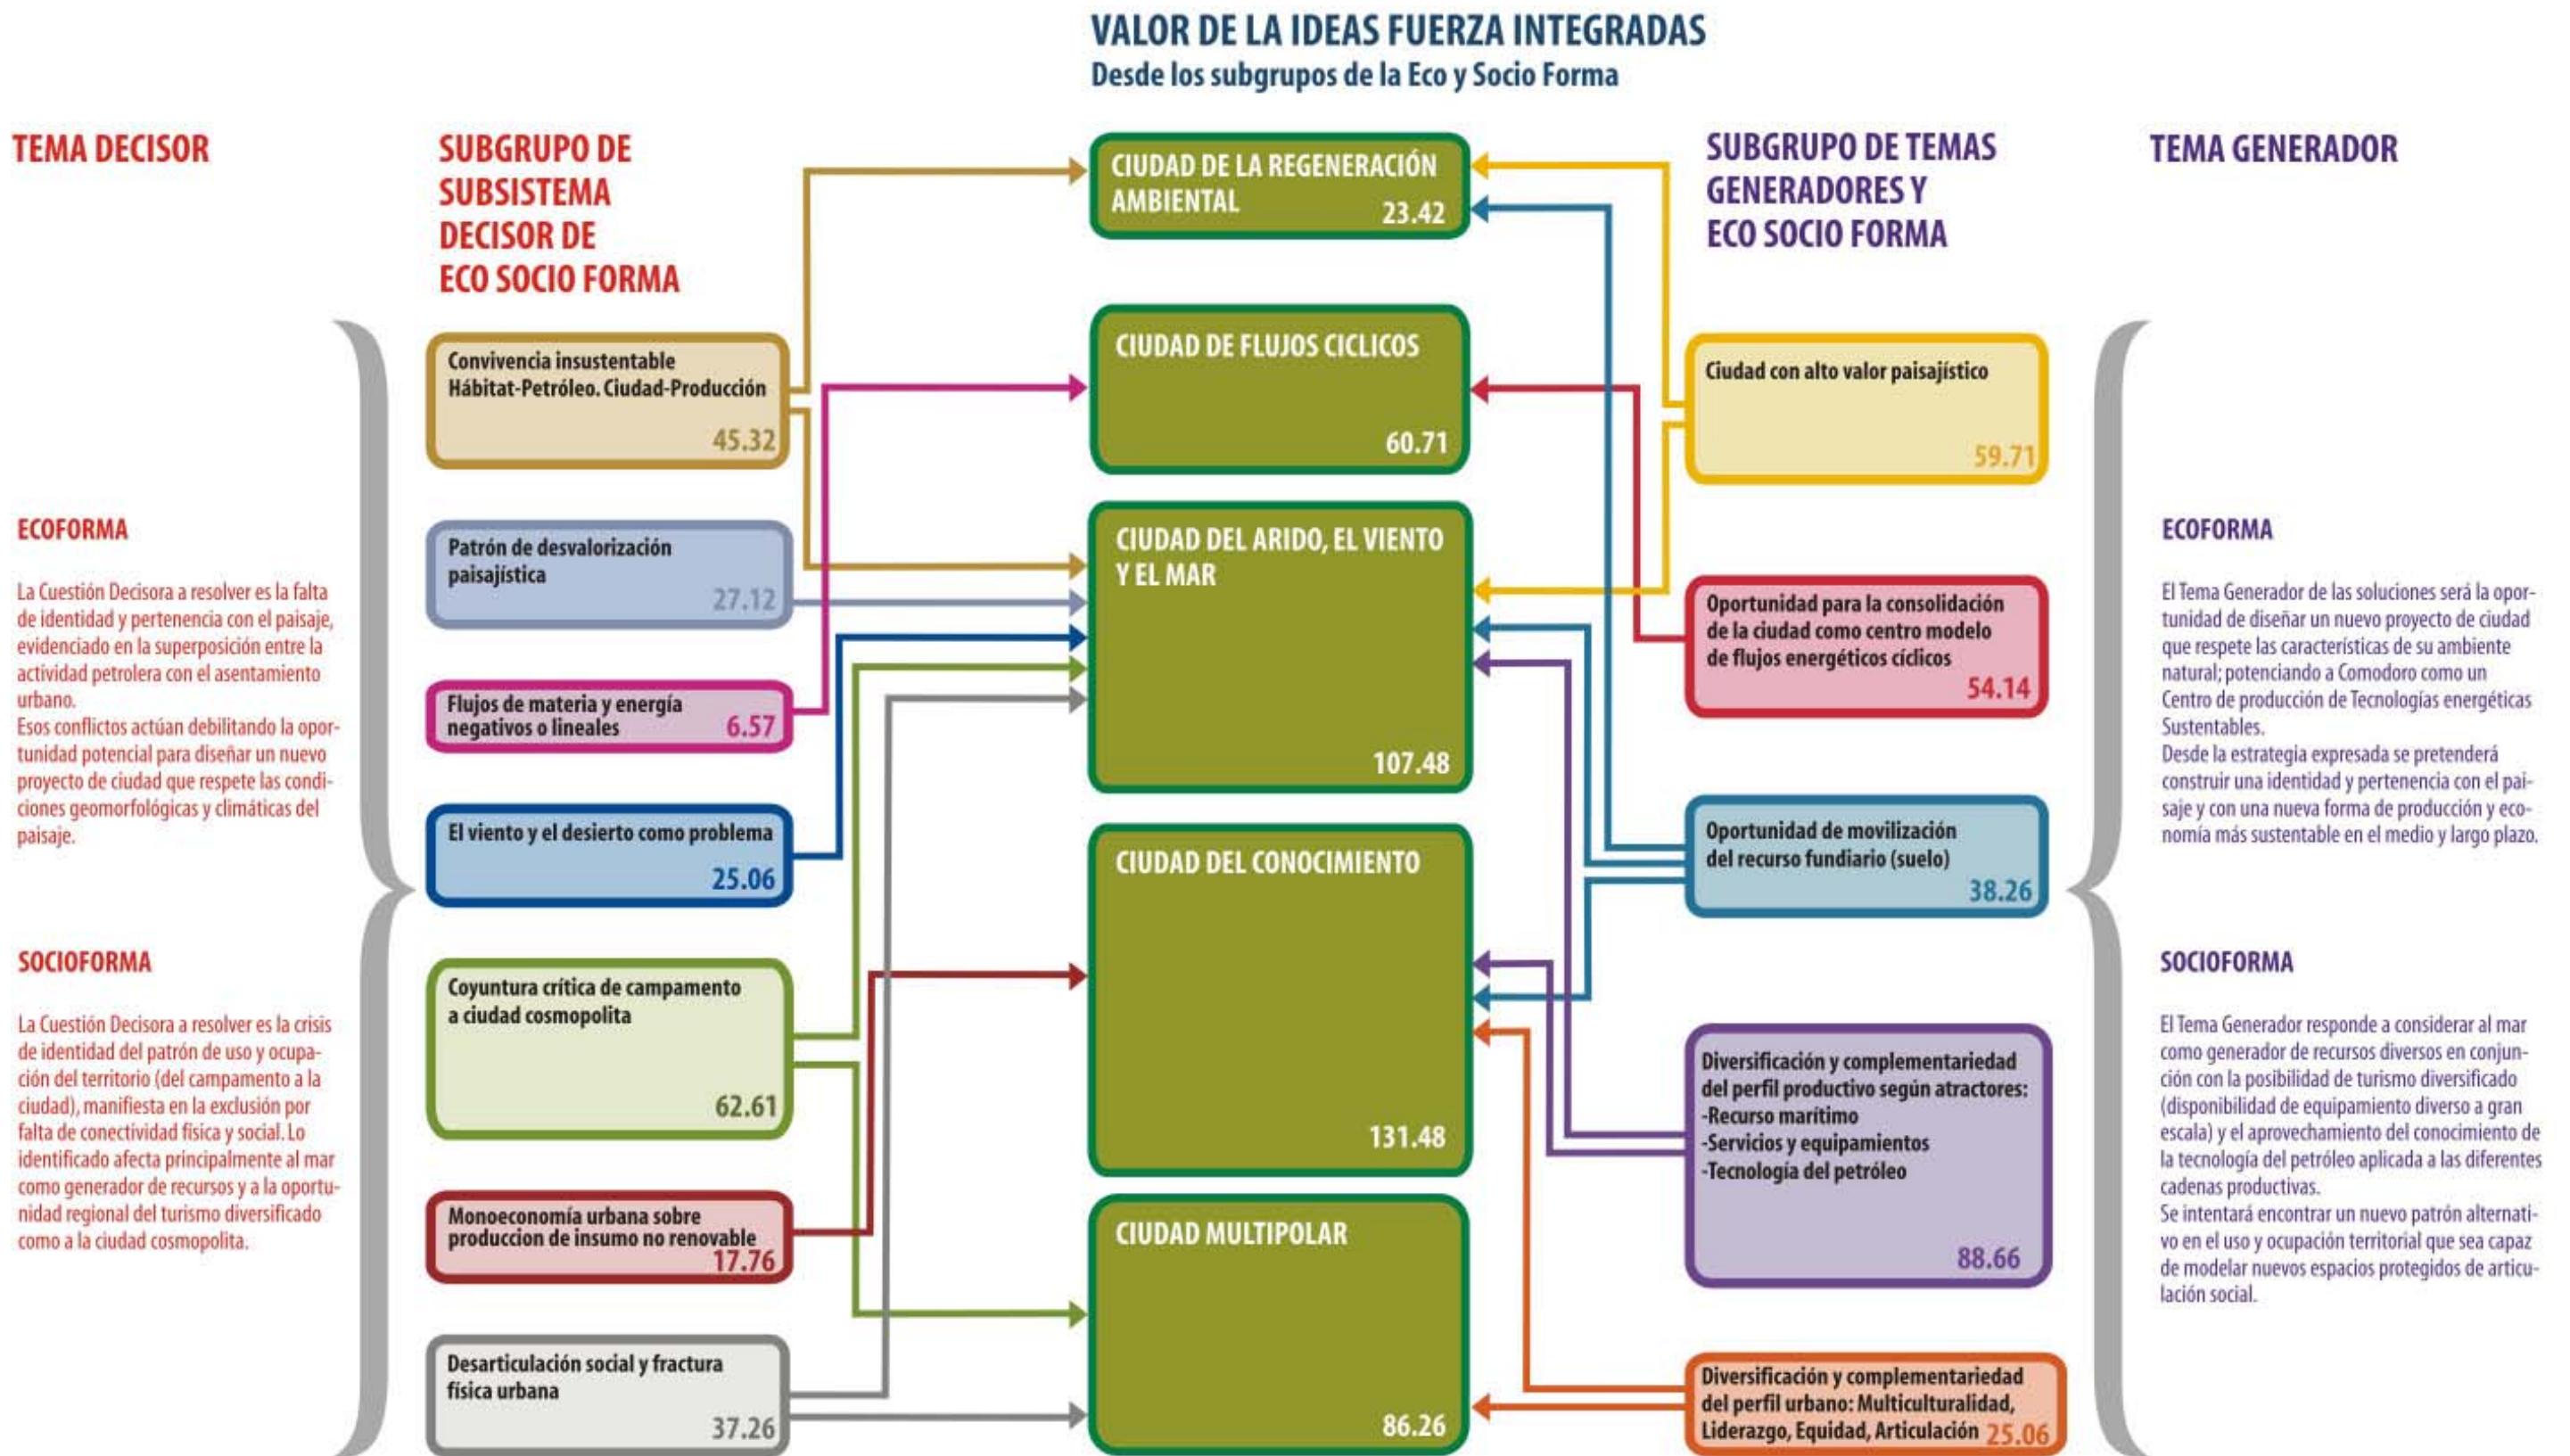 VALOR DE LA IDEAS FUERZA INTEGRADAS
Desde los subgrupos de la Eco y Socio Forma
TEMA DECISOR
ECOFORMA
La Cuestión Decisora a resolver es la falta
de identidad y pertenencia con el paisaje,
evidenciado en la superposición entre la
actividad petrolera con el asentamiento
urbano.
Esos conflictos actúan debilitando la opor-
tunidad potencial para diseñar un nuevo
proyecto de ciudad que respete las condi-
ciones geomorfológicas y climáticas del
paisaje.
SOCIOFORMA
La Cuestión Decisora a resolver es la crisis
de identidad del patrón de uso y ocupa-
ción del territorio (del campamento a la
ciudad), manifiesta en la exclusión por
falta de conectividad física y social. Lo
identificado afecta principalmente al mar
como generador de recursos y a la oportu-
nidad regional del turismo diversificado
como a la ciudad cosmopolita.
SUBGRUPO DE
SUBSISTEMA
DECISOR DE
ECO SOCIO FORMA
Convivencia insustentable
Hábitat-Petróleo. Ciudad-Producción
45.32
Patrón de desvalorización
paisajística
27.12
Flujos de materia y energía
negativos o lineales 6.57
El viento y el desierto como problema
25.06
Coyuntura crítica de campamento
a ciudad cosmopolita
62.61
Monoeconomía urbana sobre
produccion de insumo no renovable
17.76
Desarticulación social y fractura
física urbana
37.26
CIUDAD DE LA REGENERACIÓN
AMBIENTAL 23.42
CIUDAD DE FLUJOS CICLICOS
60.71
CIUDAD DEL ARIDO, EL VIENTO
Y EL MAR
107.48
CIUDAD DEL CONOCIMIENTO
131.48
CIUDAD MULTIPOLAR
86.26
SUBGRUPO DE TEMAS
GENERADORES Y
ECO SOCIO FORMA
Ciudad con alto valor paisajístico
59.71
Oportunidad para la consolidación
de la ciudad como centro modelo
de flujos energéticos cíclicos
54.14
Oportunidad de movilización
del recurso fundiario (suelo)
38.26
Diversificación y complementariedad
del perfil productivo según atractores:
-Recurso marítimo
-Servicios y equipamientos
-Tecnología del petróleo
88.66
Diversificación y complementariedad
del perfil urbano: Multiculturalidad,
Liderazgo, Equidad, Articulación 25.06
TEMA GENERADOR
ECOFORMA
El Tema Generador de las soluciones será la opor-
tunidad de diseñar un nuevo proyecto de ciudad
que respete las características de su ambiente
natural; potenciando a Comodoro como un
Centro de producción de Tecnologías energéticas
Sustentables.
Desde la estrategia expresada se pretenderá
construir una identidad y pertenencia con el pai-
saje y con una nueva forma de producción y eco-
nomía más sustentable en el medio y largo plazo.
SOCIOFORMA
El Tema Generador responde a considerar al mar
como generador de recursos diversos en conjun-
ción con la posibilidad de turismo diversificado
(disponibilidad de equipamiento diverso a gran
escala) y el aprovechamiento del conocimiento de
la tecnología del petróleo aplicada a las diferentes
cadenas productivas.
Se intentará encontrar un nuevo patrón alternati-
vo en el uso y ocupación territorial que sea capaz
de modelar nuevos espacios protegidos de articu-
lación social.